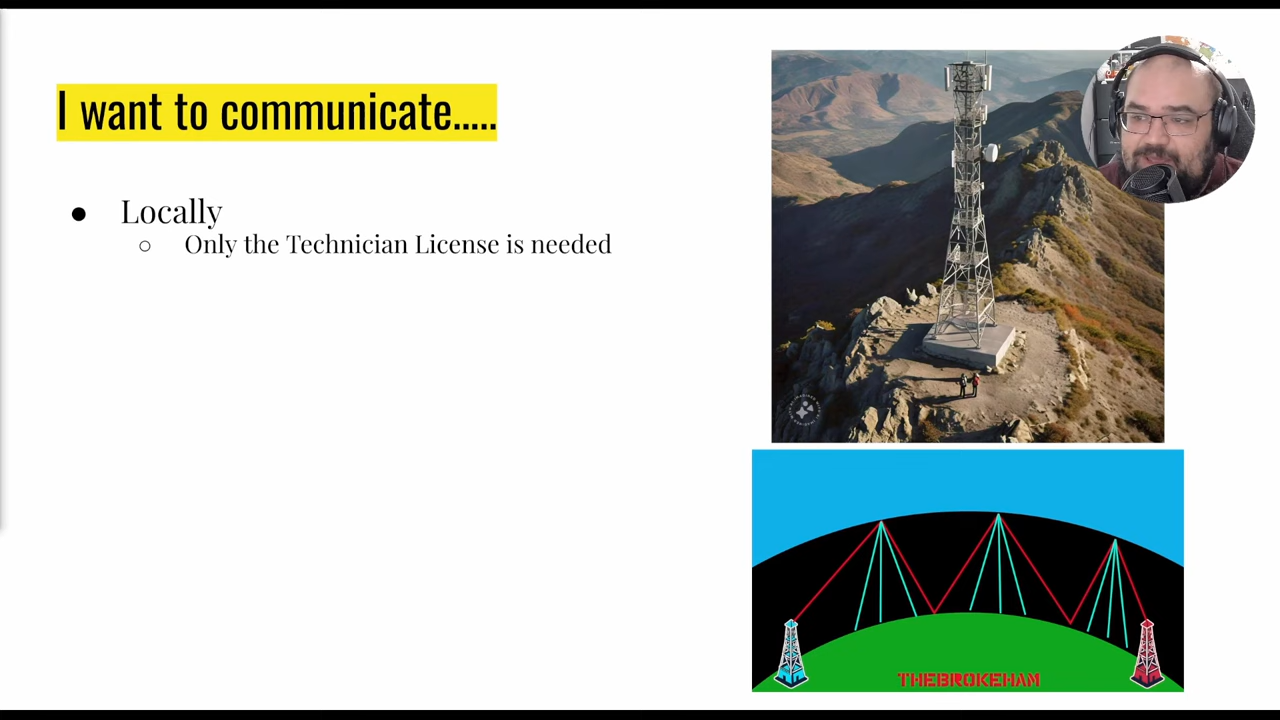 I want to communicate.....
● Locally
○ Only the Technician License is needed
THEBROKEHAM